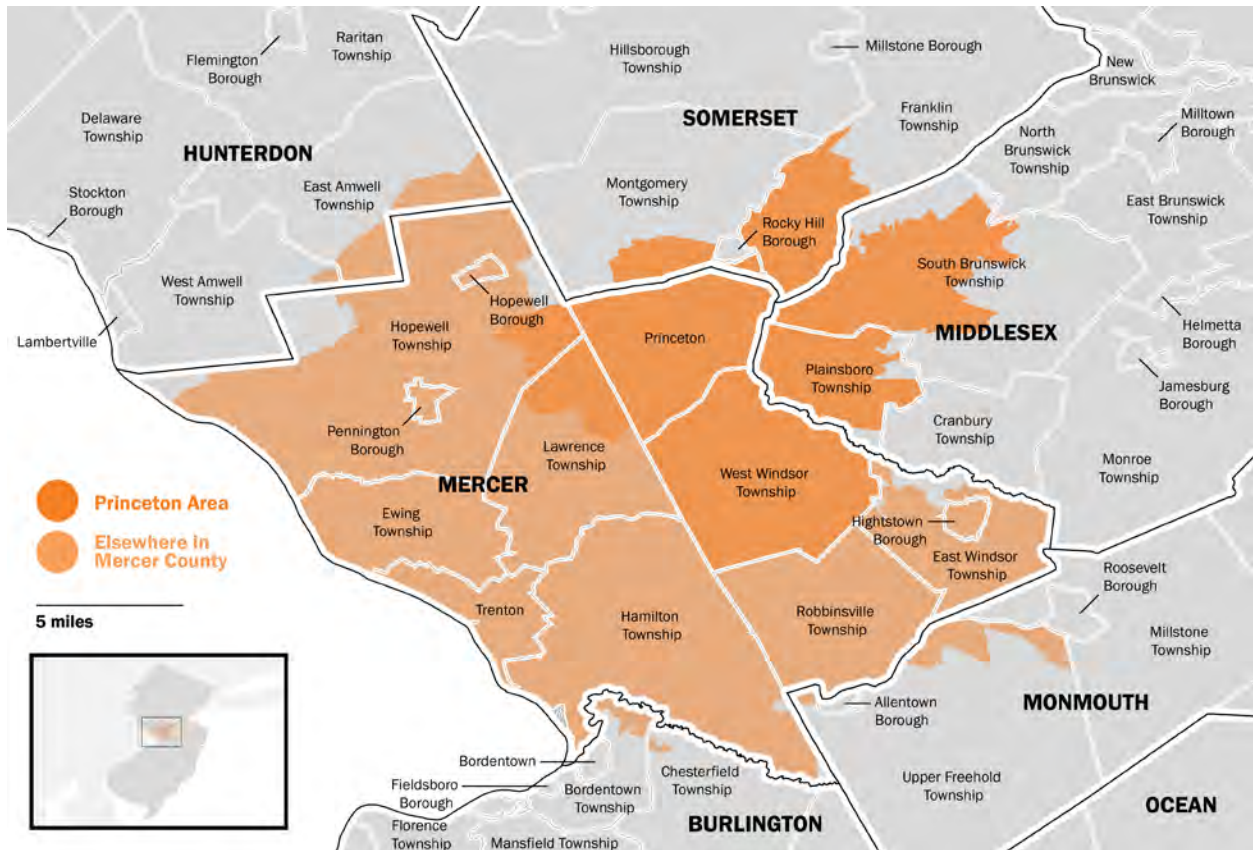 Flemington
Borough
Raritan
Township
Hillsborough
Township
Millstone Borough
New
Brunswick
Delaware
Township
HUNTERDON
SOMERSET
Franklin
Township
North
Brunswick
Township
Milltown
Borough
Stockton
Borough
East Amwell
Township
Montgomery
Township
Rocky Hill
Borough
East Brunswick
Township
West Amwell
Township
South Brunswick
Township
Lambertville
Hopewell
Borough
Hopewell
Township
Princeton
MIDDLESEX
Helmetta
Borough
Plainsboro
Township
Jamesburg
Borough
Pennington
Borough
Lawrence
Township
Cranbury
Township
Monroe
Township
MERCER
West Windsor
Township
Princeton Area
Elsewhere in
Mercer County
Ewing
Township
Hightstown
Borough
East Windsor
Township
Roosevelt
Borough
5 miles
Trenton
Hamilton
Township
Robbinsville
Township
Millstone
Township
Allentown
Borough
MONMOUTH
Bordentown
Fieldsboro
Borough
Bordentown
Township
Chesterfield
Township
Upper Freehold
Township
OCEAN
Florence
Township
Mansfield Township
BURLINGTON